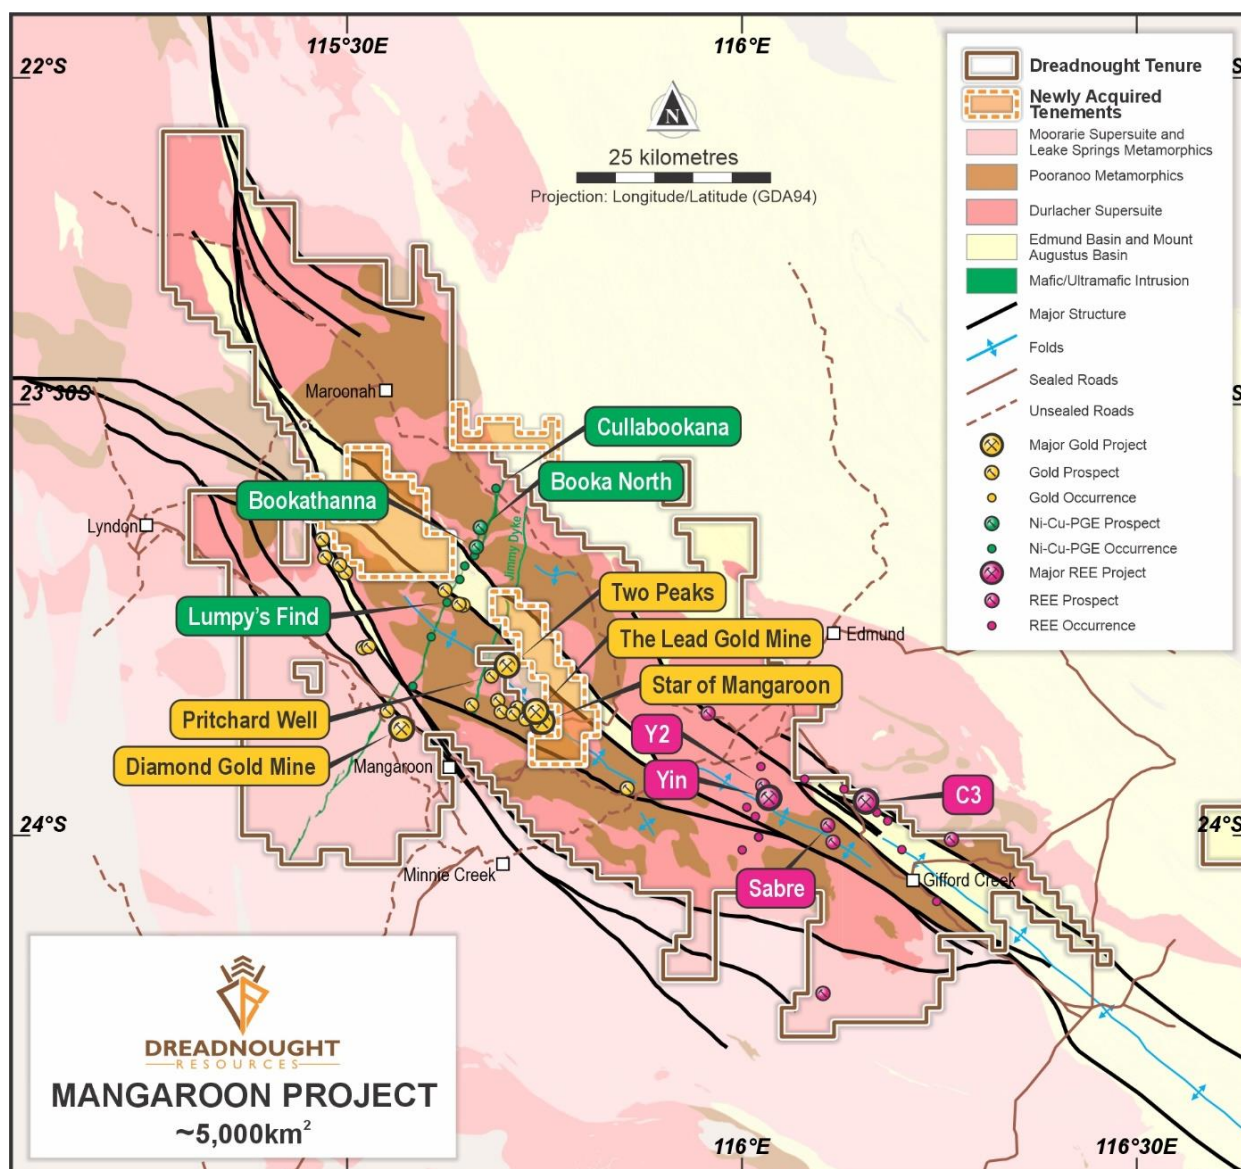 115°30'E
116°E
22°S
S
Dreadnought Tenure
Newly Acquired
Tenements
Moorarie Supersuite and
Leake Springs Metamorphics
Pooranoo Metamorphics
Durlacher Supersuite
Edmund Basin and Mount
Augustus Basin
Mafic/Ultramafic Intrusion
Major Structure
Folds
Sealed Roads
Unsealed Roads
Major Gold Project
Gold Prospect
Gold Occurrence
Ni-Cu-PGE Prospect
Ni-Cu-PGE Occurrence
Major REE Project
REE Prospect
REE Occurrence
N
25 kilometres
Projection: Longitude/Latitude (GDA94)
23°30'S
S
Maroonah
Cullabookana
Booka North
Bookathanna
Lyndon
Jimmy Dyke
Two Peaks
Lumpy's Find
The Lead Gold Mine
Edmund
Star of Mangaroon
Pritchard Well
Y2
Diamond Gold Mine
Mangaroon
Yin
C3
24°S
24°S
Minnie Creek
Sabre
Gifford Creek
DREADNOUGHT
RESOURCES
MANGAROON PROJECT
~5,000km²
116°E
116°30'E